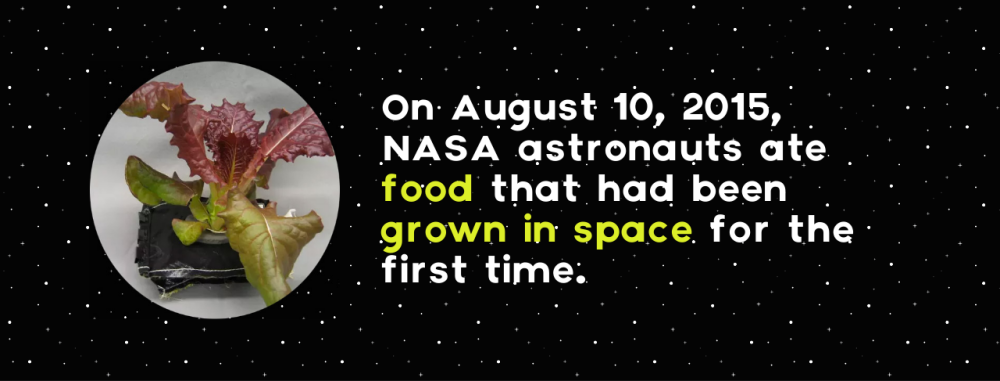 On August 10, 2015,
NASA astronauts ate
food that had been
grown in space for the
first time.